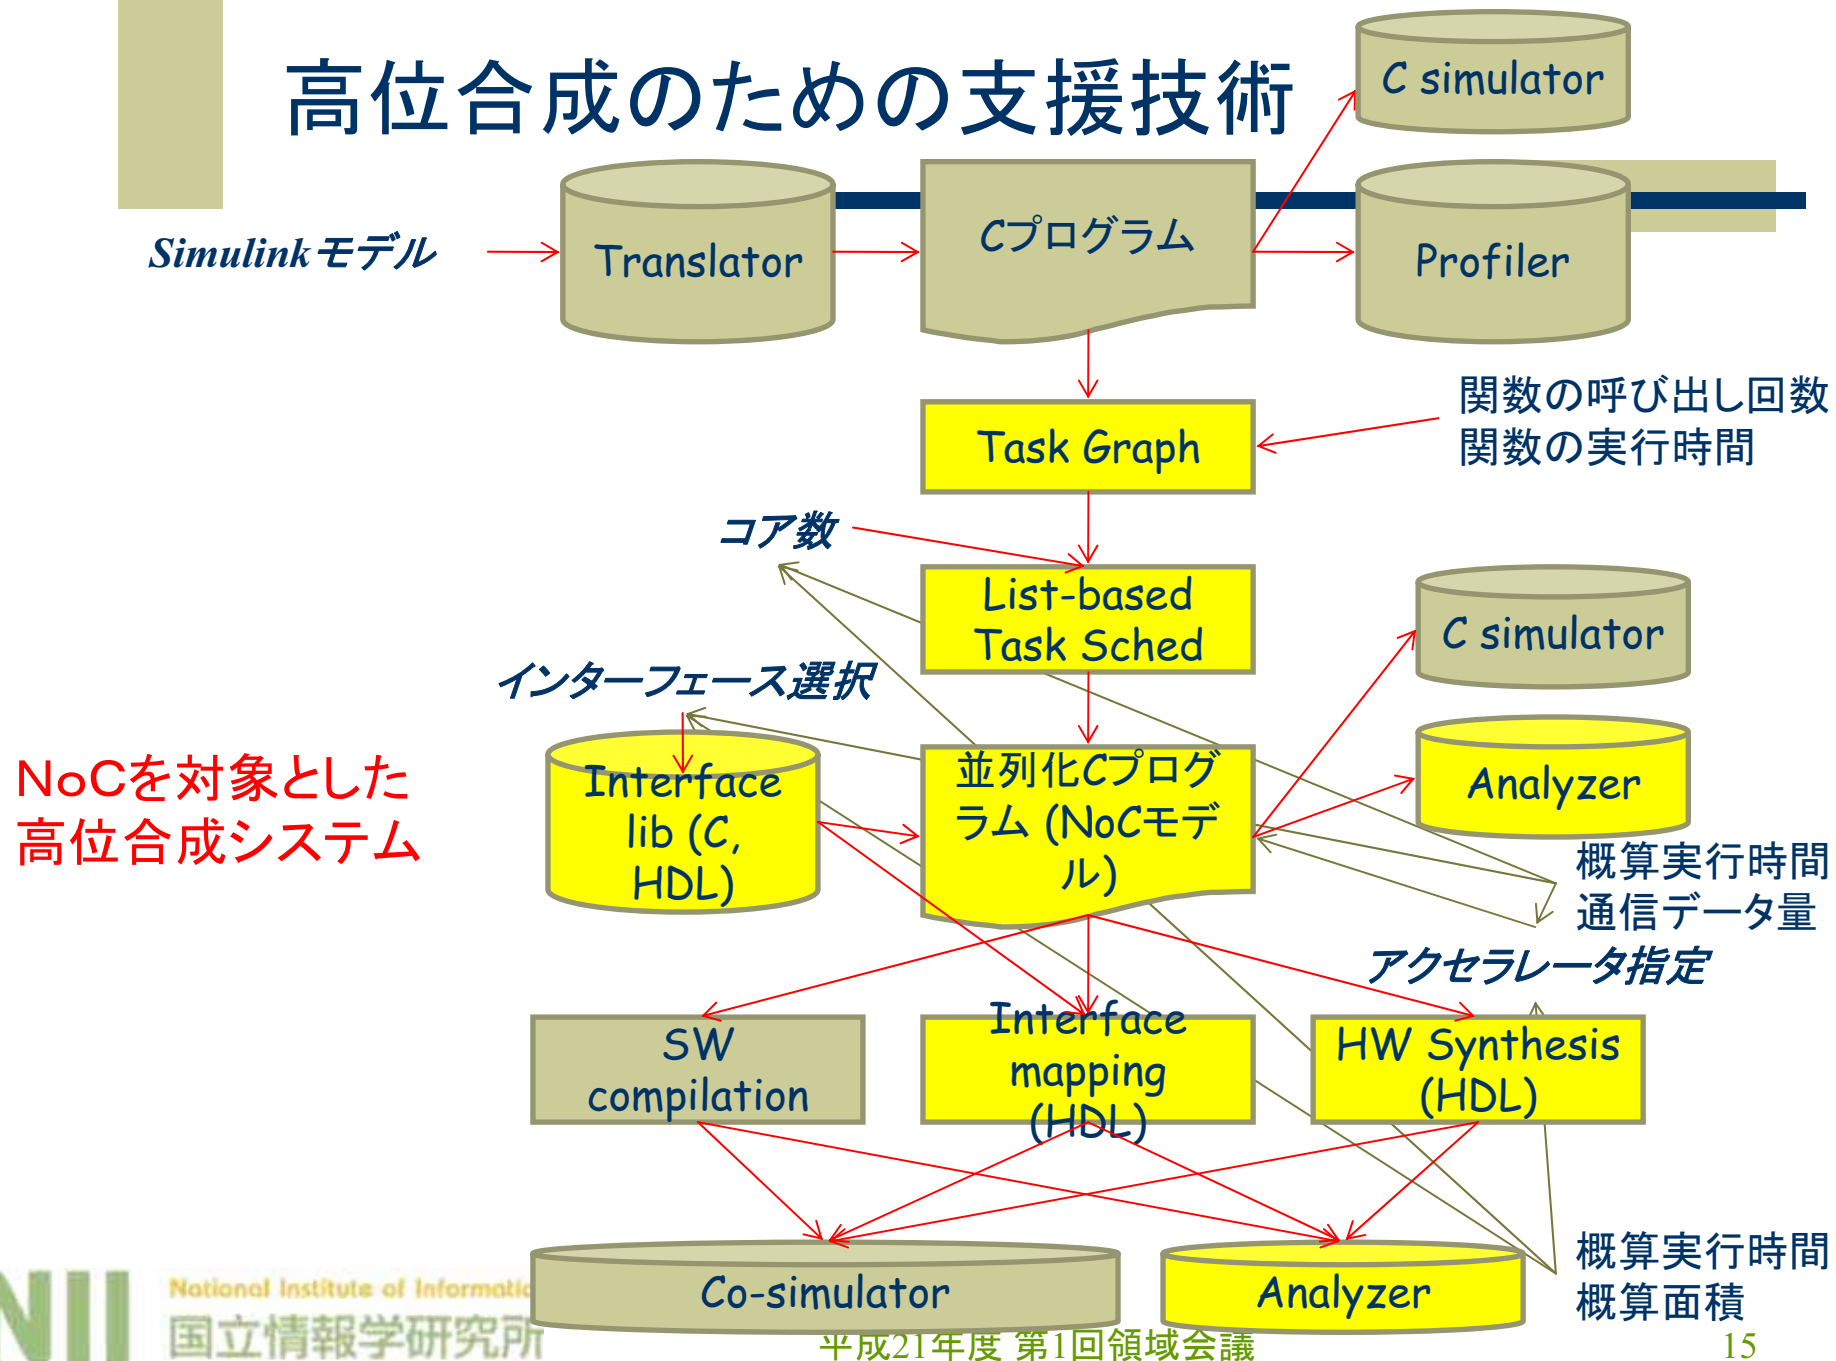 高位合成のための支援技術
C simulator
Simulinkモデル
Translator
Cプログラム
Profiler
関数の呼び出し回数
関数の実行時間
Task Graph
コア数
List-based
Task Sched
C simulator
インターフェース選択
NoCを対象とした
高位合成システム
Interface
lib (C,
HDL)
並列化Cプログ
ラム (NoCモデ
ル)
Analyzer
概算実行時間
通信データ量
アクセラレータ指定
SW
compilation
Interface
mapping
(HDL)
HW Synthesis
(HDL)
Co-simulator
Analyzer
概算実行時間
概算面積
NII
National Institute of Informatic
国立情報学研究所
平成21年度 第1回領域会議
15